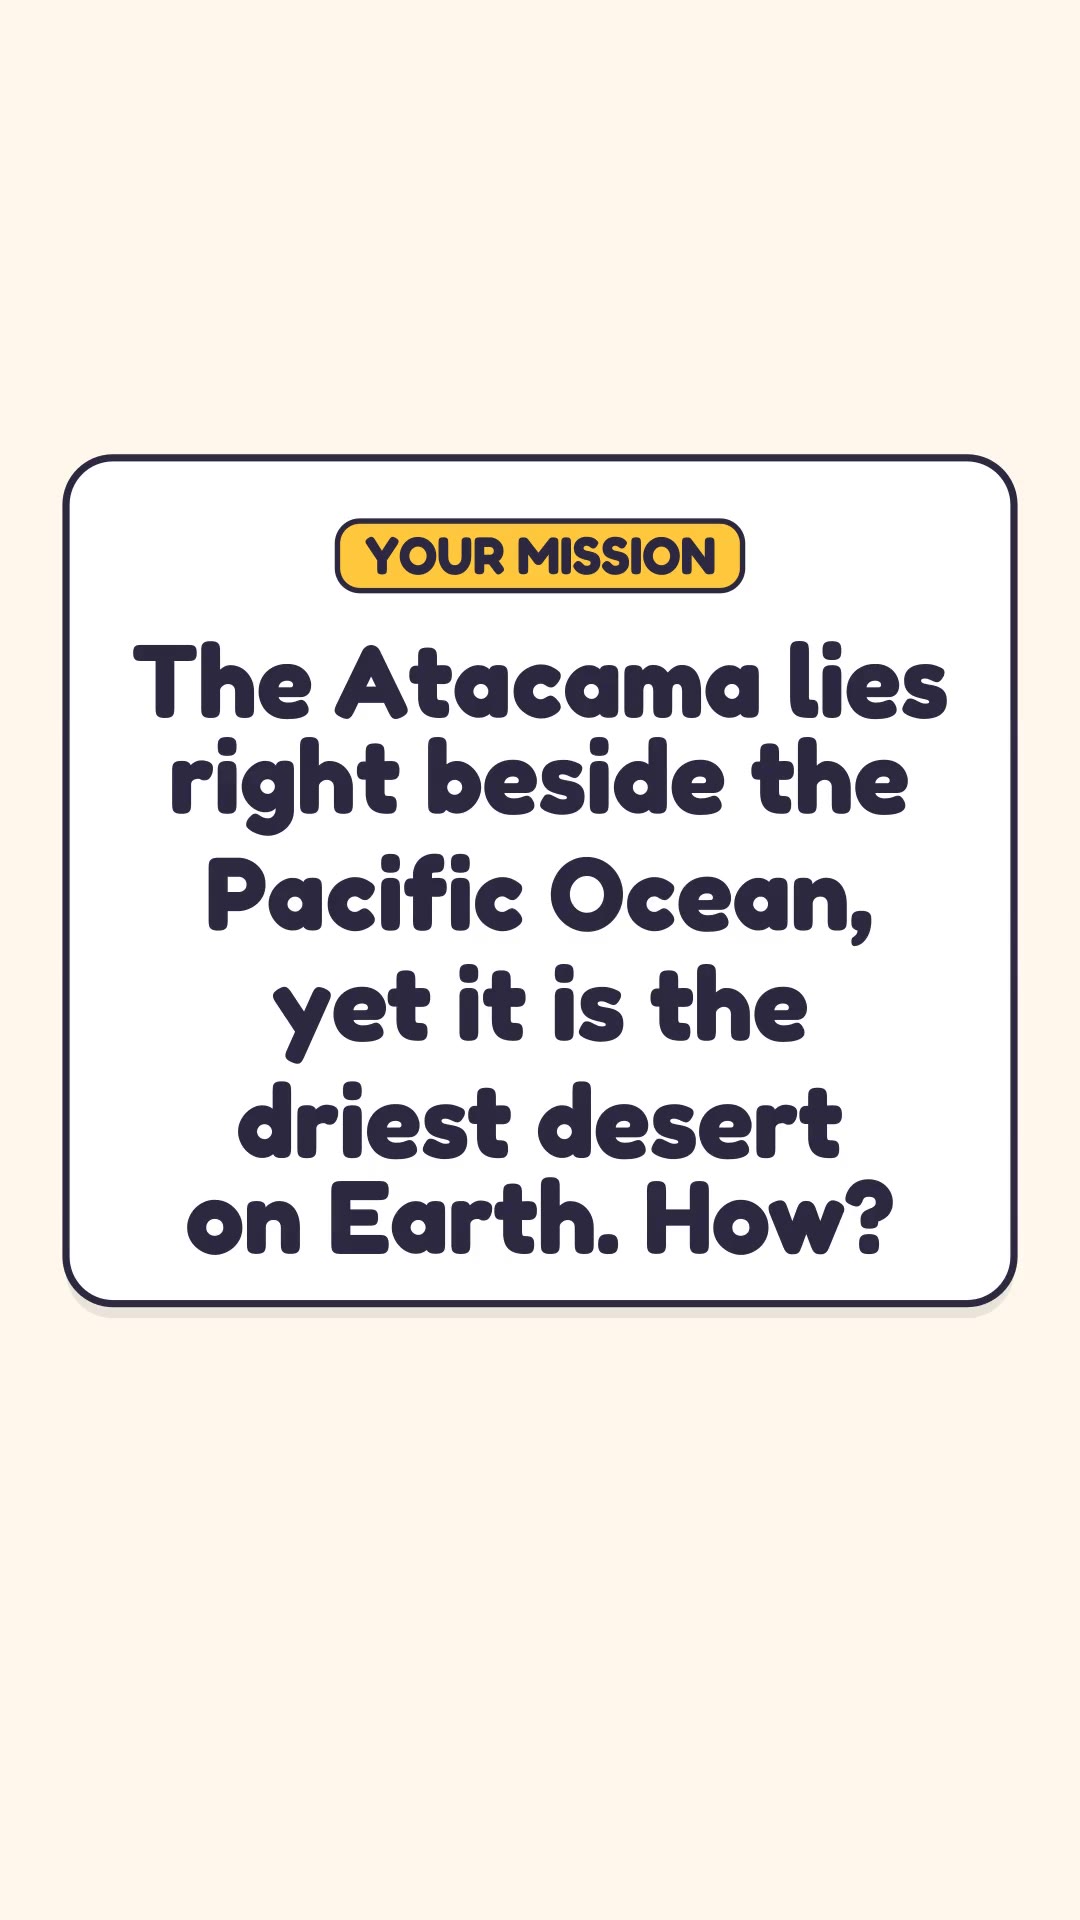 YOUR MISSION
The Atacama lies
right beside the
Pacific Ocean,
yet it is the
driest desert
on Earth. How?